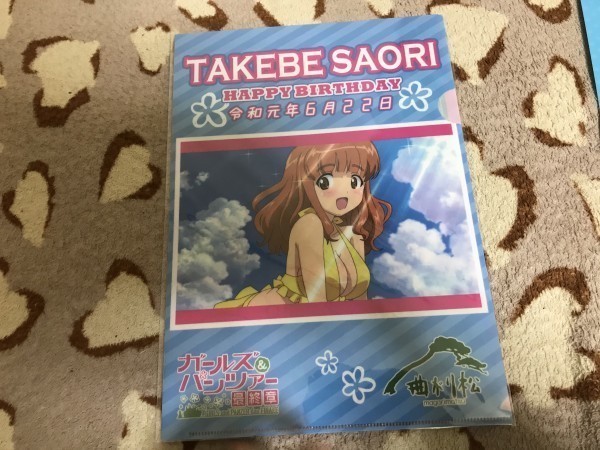 TAKEBE SAORI
HAPPY BIRTHDAY
令和元年6月22日
ガールズ&
パンツァー
最終章
曲がり松